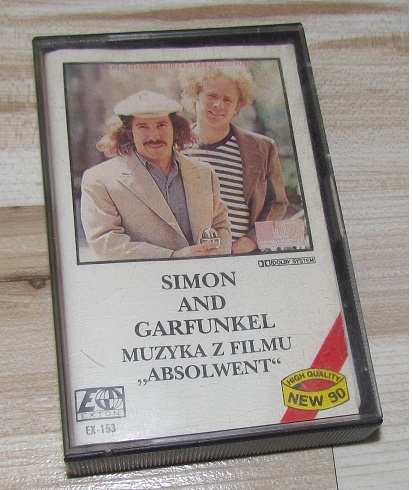 DOLBY SYSTEM
SIMON
AND
GARFUNKEL
MUZYKA Z FILMU
„ABSOLWENT“
EXTON
EX-153
HIGH QUALITY
NEW 90